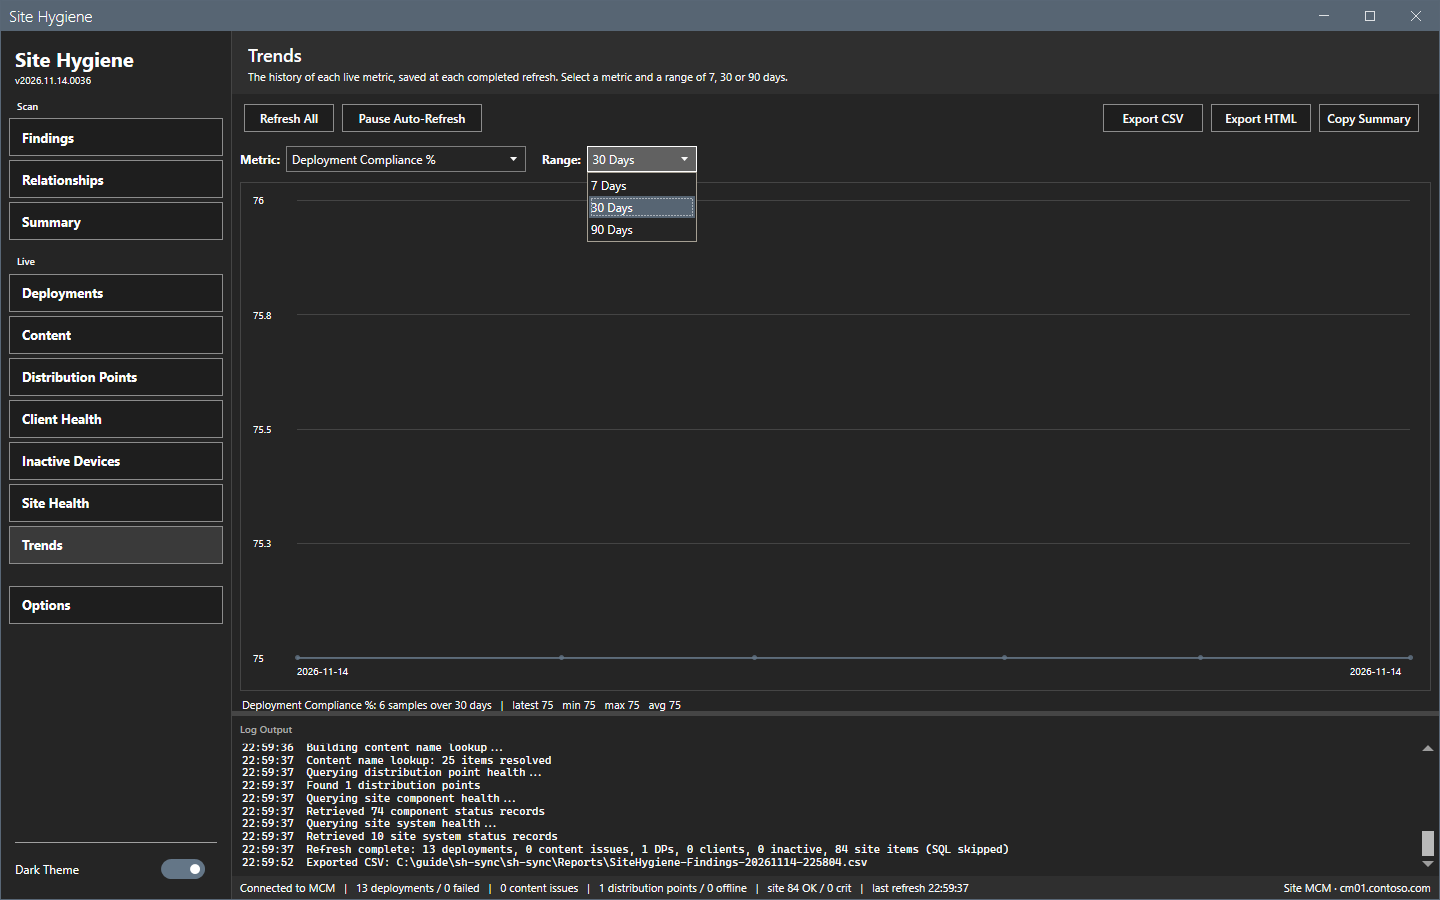 Site Hygiene
Site Hygiene
v2026.11.14.0036
Scan
Findings
Relationships
Summary
Live
Deployments
Content
Distribution Points
Client Health
Inactive Devices
Site Health
Trends
Options
Dark Theme
Trends
The history of each live metric, saved at each completed refresh. Select a metric and a range of 7, 30 or 90 days.
Refresh All
Pause Auto-Refresh
Export CSV
Export HTML
Copy Summary
Metric: Deployment Compliance %
Range: 30 Days
7 Days
30 Days
90 Days
76
75.8
75.5
75.3
75
2026-11-14
2026-11-14
Deployment Compliance %: 6 samples over 30 days | latest 75 min 75 max 75 avg 75
Log Output
22:59:36 Building content name lookup...
22:59:37 Content name lookup: 25 items resolved
22:59:37 Querying distribution point health...
22:59:37 Found 1 distribution points
22:59:37 Querying site component health...
22:59:37 Retrieved 74 component status records
22:59:37 Querying site system health...
22:59:37 Retrieved 10 site system status records
22:59:37 Refresh complete: 13 deployments, 0 content issues, 1 DPs, 0 clients, 0 inactive, 84 site items (SQL skipped)
22:59:52 Exported CSV: C:\guide\sh-sync\sh-sync\Reports\SiteHygiene-Findings-20261114-225804.csv
Connected to MCM | 13 deployments / 0 failed | 0 content issues | 1 distribution points / 0 offline | site 84 OK / 0 crit | last refresh 22:59:37
Site MCM · cm01.contoso.com